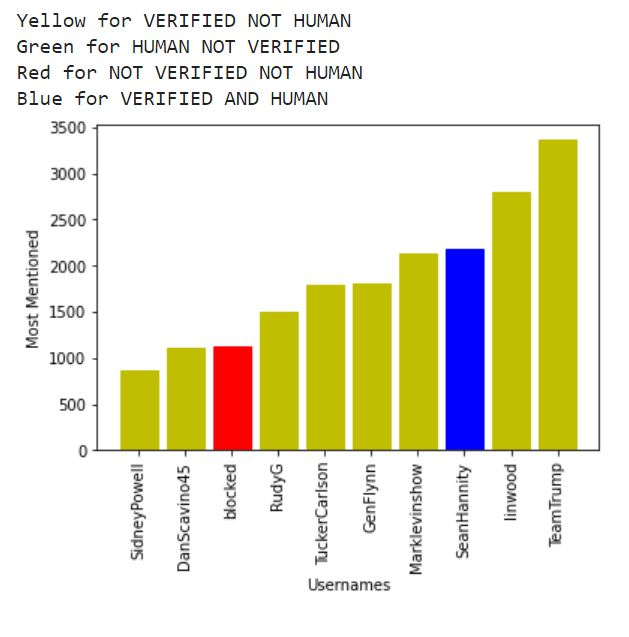 Yellow for VERIFIED NOT HUMAN
Green for HUMAN NOT VERIFIED
Red for NOT VERIFIED NOT HUMAN
Blue for VERIFIED AND HUMAN
3500
3000
2500
2000
1500
1000
500
0
Most Mentioned
SidneyPowell
DanScavino45
blocked
RudyG
TuckerCarlson
GenFlynn
Marklevinshow
SeanHannity
linwood
TeamTrump
Usernames